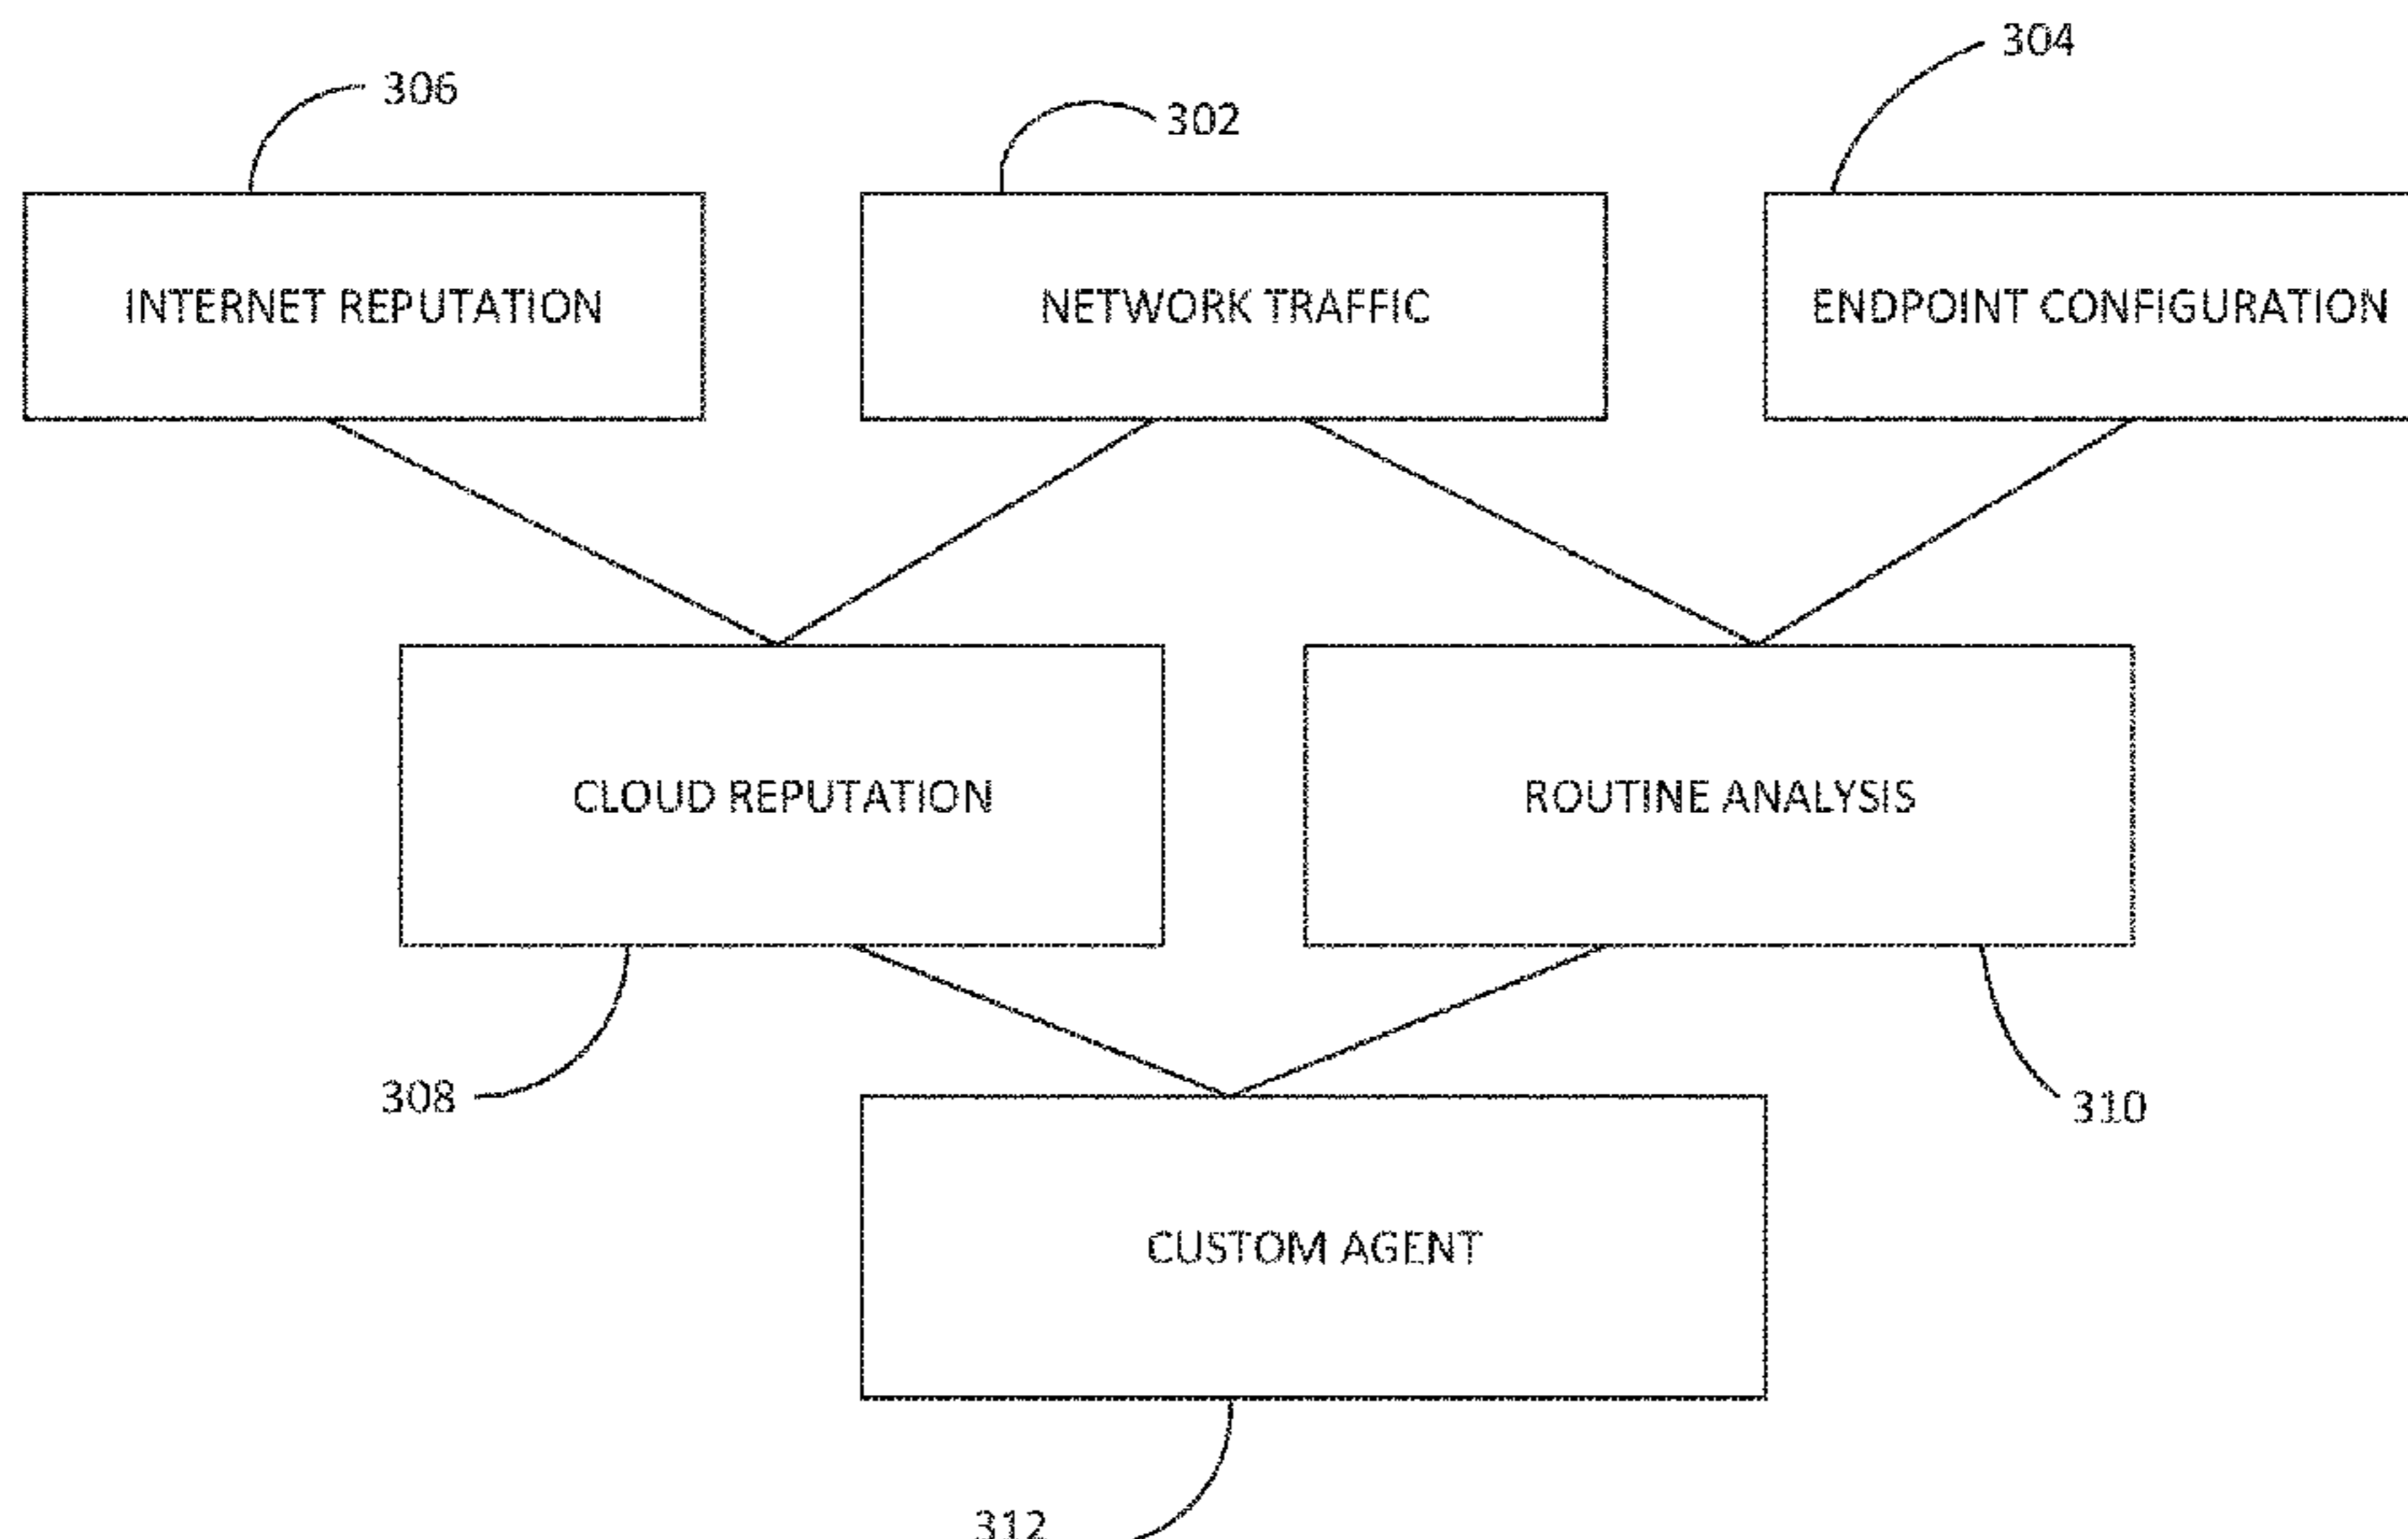 304
306
302
INTERNET REPUTATION
NETWORK TRAFFIC
ENDPOINT CONFIGURATION
CLOUD REPUTATION
ROUTINE ANALYSIS
308
310
CUSTOM AGENT
312